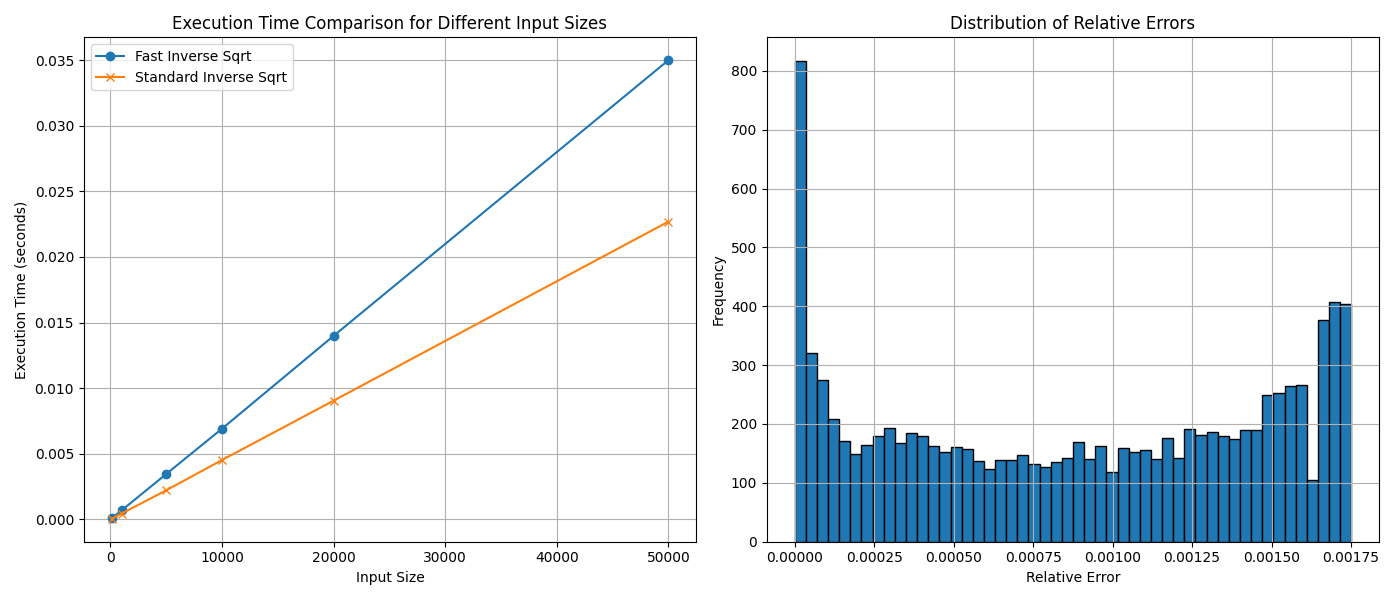 Execution Time Comparison for Different Input Sizes
Fast Inverse Sqrt
Standard Inverse Sqrt
Execution Time (seconds)
0.035
0.030
0.025
0.020
0.015
0.010
0.005
0.000
0 10000 20000 30000 40000 50000
Input Size
Distribution of Relative Errors
Frequency
800
700
600
500
400
300
200
100
0
0.00000 0.00025 0.00050 0.00075 0.00100 0.00125 0.00150 0.00175
Relative Error